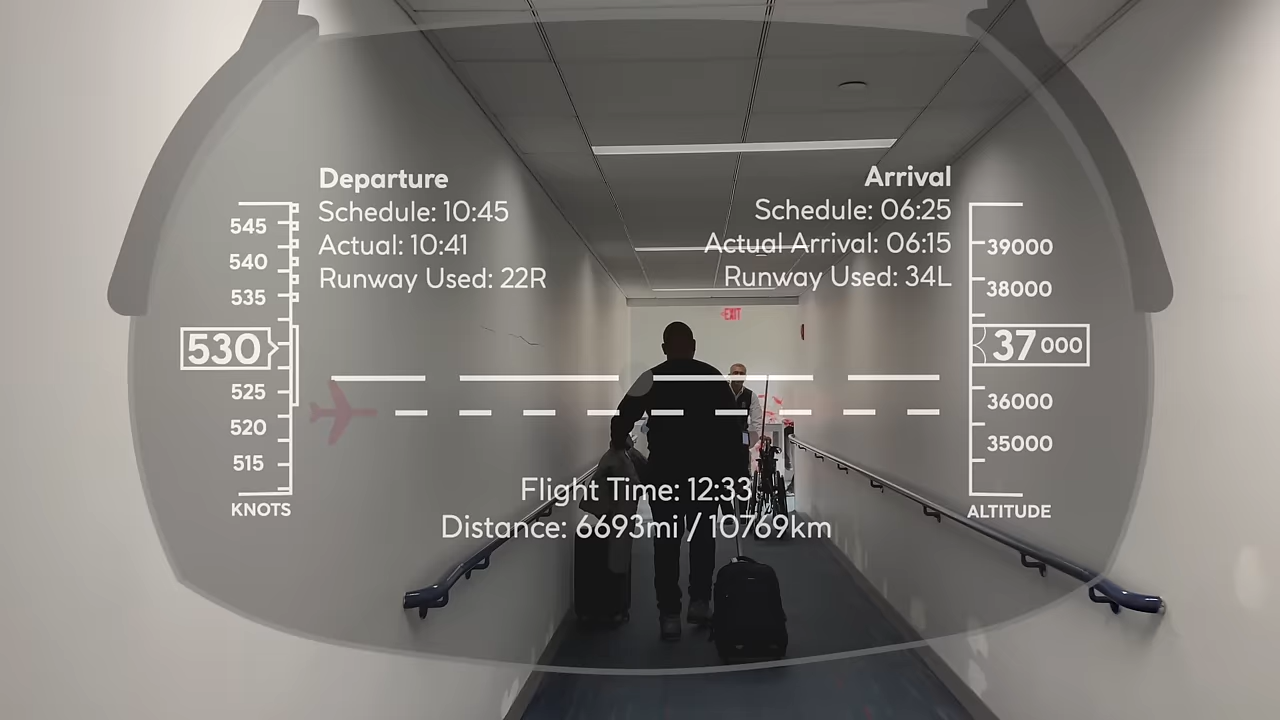 Departure
Schedule: 10:45
Actual: 10:41
Runway Used: 22R
Arrival
Schedule: 06:25
Actual Arrival: 06:15
Runway Used: 34L
545
540
535
530
525
520
515
KNOTS
39000
38000
37 000
36000
35000
ALTITUDE
EXIT
Flight Time: 12:33
Distance: 6693mi / 10769km